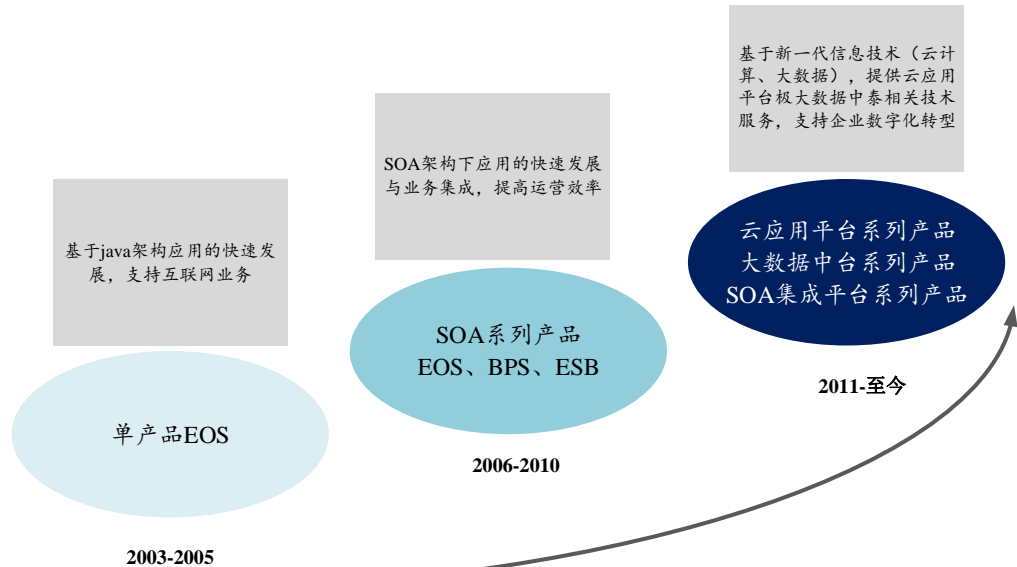 基于java架构应用的快速发
展，支持互联网业务
单产品EOS
2003-2005
SOA架构下应用的快速发展
与业务集成，提高运营效率
SOA系列产品
EOS、BPS、ESB
2006-2010
基于新一代信息技术（云计
算、大数据），提供云应用
平台极大数据中泰相关技术
服务，支持企业数字化转型
云应用平台系列产品
大数据中台系列产品
SOA集成平台系列产品
2011-至今